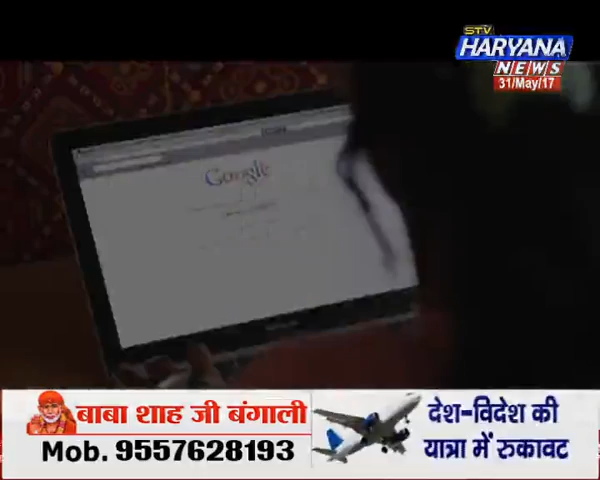 STV
HARYANA
NEWS
31/May/17
Google
बाबा शाह जी बंगाली
Mob. 9557628193
देश-विदेश की
यात्रा में रुकावट